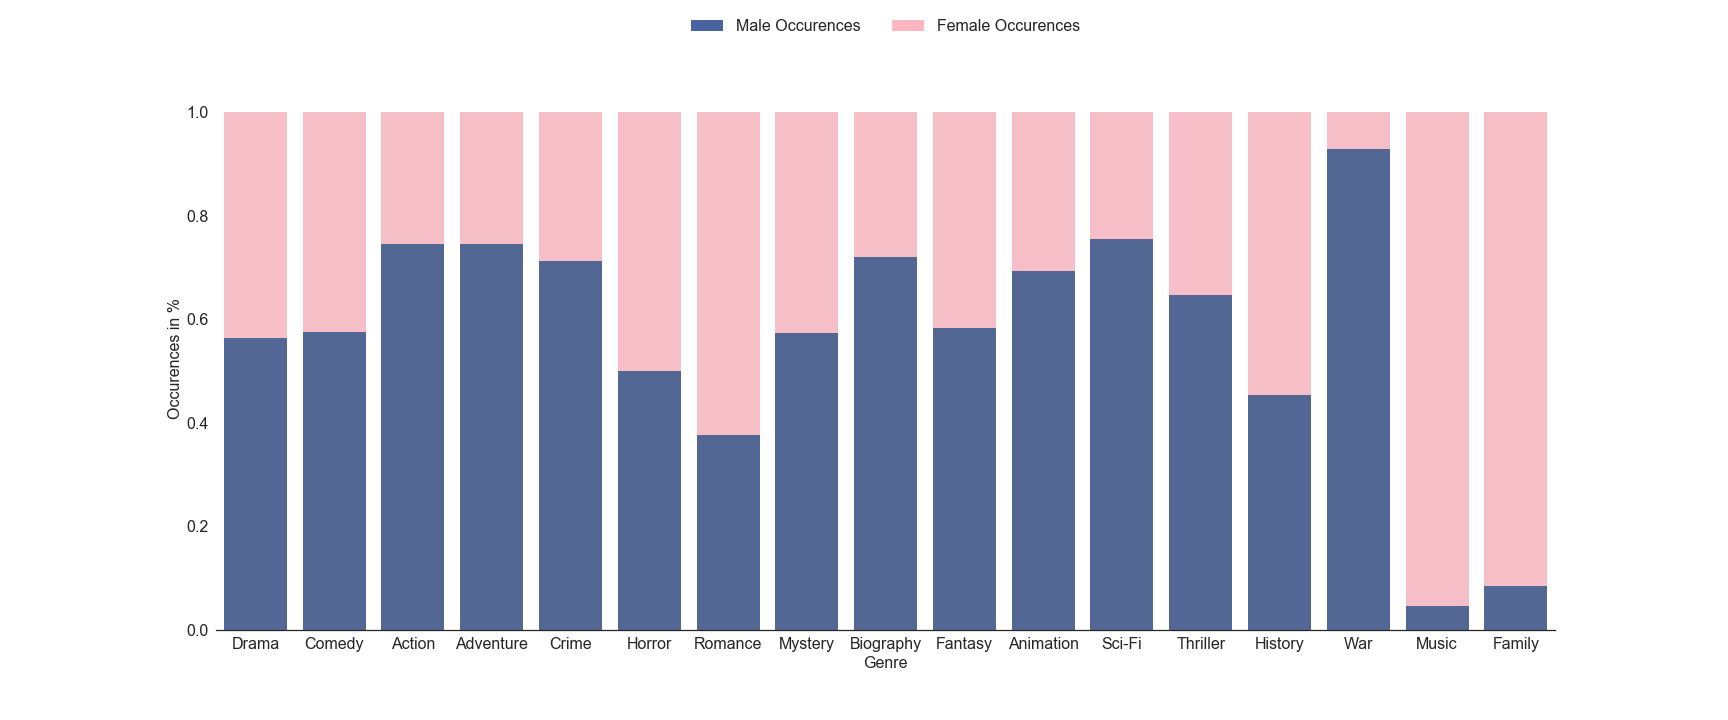 Male Occurences Female Occurences
1.0
0.8
0.6
0.4
0.2
0.0
Occurences in %
Drama Comedy Action Adventure Crime Horror Romance Mystery Biography Fantasy Animation Sci-Fi Thriller History War Music Family
Genre